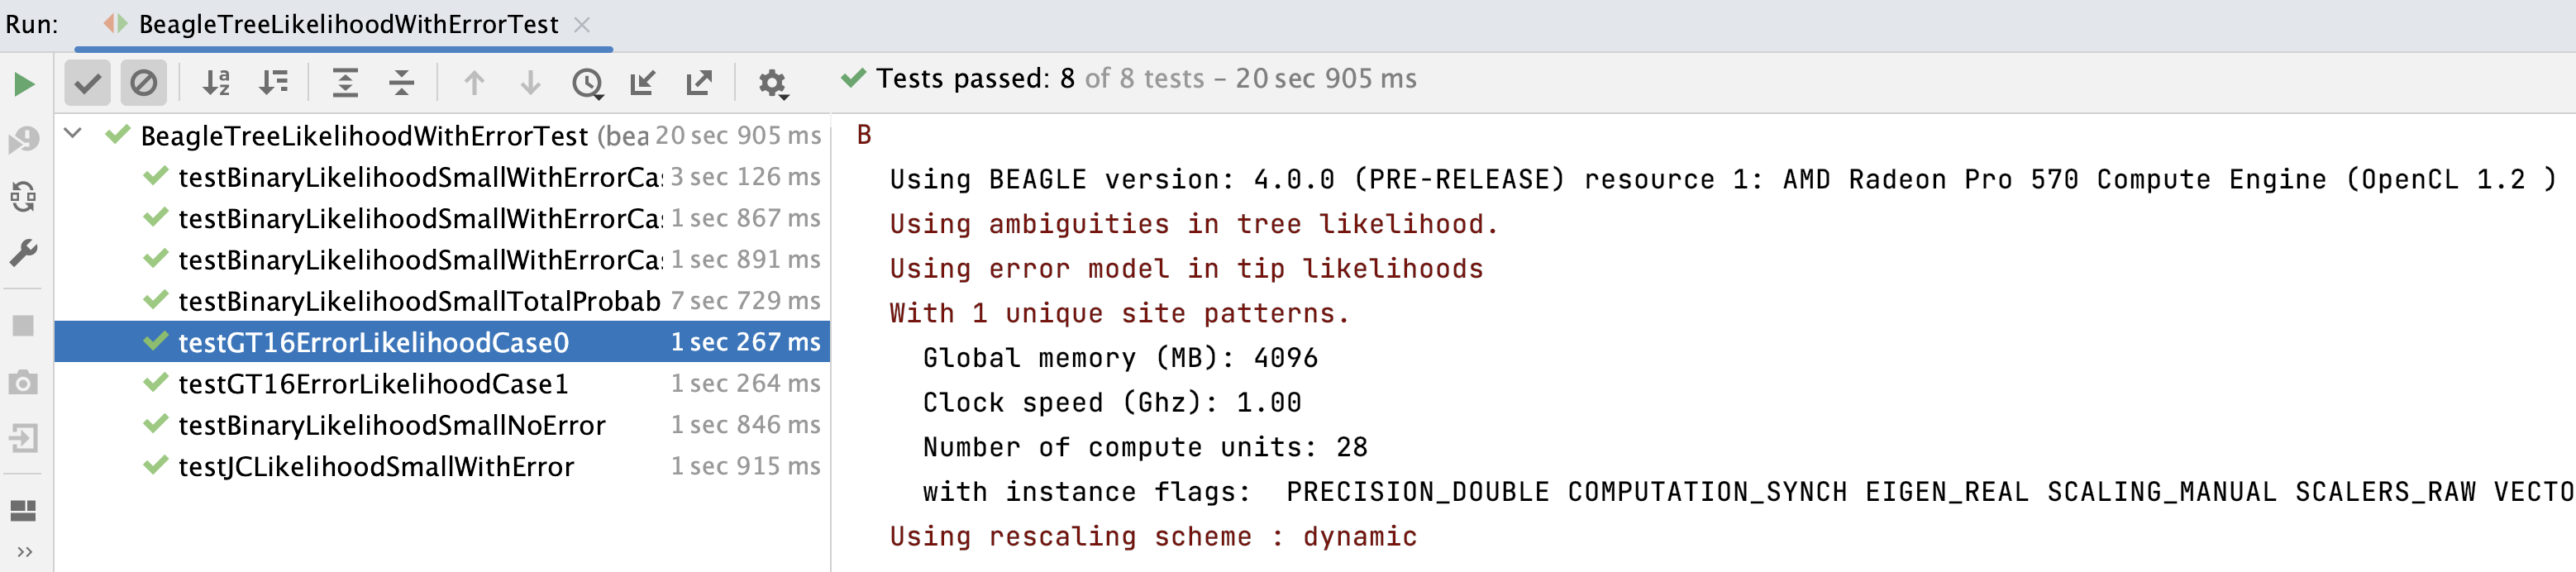 Run: BeagleTreeLikelihoodWithErrorTest
Tests passed: 8 of 8 tests – 20 sec 905 ms
BeagleTreeLikelihoodWithErrorTest (bea 20 sec 905 ms
testBinaryLikelihoodSmallWithErrorCa 3 sec 126 ms
testBinaryLikelihoodSmallWithErrorCa 1 sec 867 ms
testBinaryLikelihoodSmallWithErrorCa 1 sec 891 ms
testBinaryLikelihoodSmallTotalProbab 7 sec 729 ms
testGT16ErrorLikelihoodCase0 1 sec 267 ms
testGT16ErrorLikelihoodCase1 1 sec 264 ms
testBinaryLikelihoodSmallNoError 1 sec 846 ms
testJCLikelihoodSmallWithError 1 sec 915 ms
B
Using BEAGLE version: 4.0.0 (PRE-RELEASE) resource 1: AMD Radeon Pro 570 Compute Engine (OpenCL 1.2 )
Using ambiguities in tree likelihood.
Using error model in tip likelihoods
With 1 unique site patterns.
Global memory (MB): 4096
Clock speed (Ghz): 1.00
Number of compute units: 28
with instance flags: PRECISION_DOUBLE COMPUTATION_SYNCH EIGEN_REAL SCALING_MANUAL SCALERS_RAW VECTO
Using rescaling scheme : dynamic